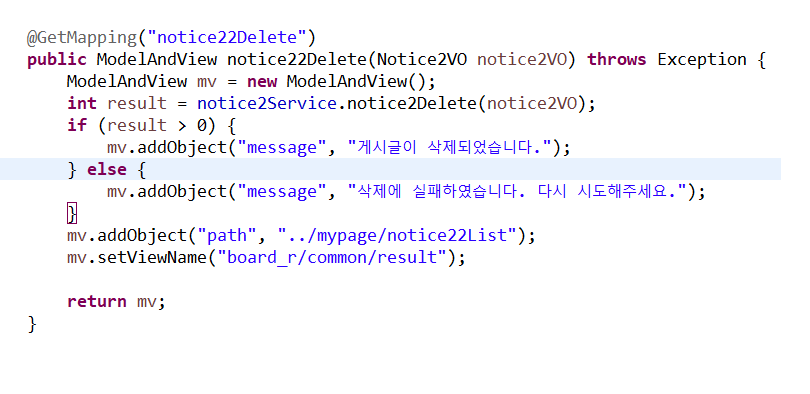 @GetMapping("notice22Delete")
public ModelAndView notice22Delete(Notice2VO notice2VO) throws Exception {
ModelAndView mv = new ModelAndView();
int result = notice2Service.notice2Delete(notice2VO);
if (result > 0) {
mv.addObject("message", "게시글이 삭제되었습니다.");
} else {
mv.addObject("message", "삭제에 실패하였습니다. 다시 시도해주세요.");
}
mv.addObject("path", "../mypage/notice22List");
mv.setViewName("board_r/common/result");
return mv;
}